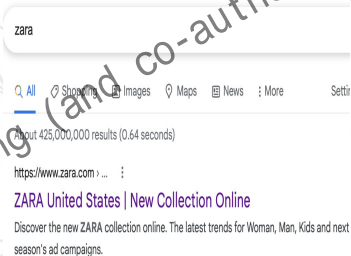 zara
All Shopping Images Maps News More
About 425,000,000 results (0.64 seconds)
https://www.zara.com › ...
ZARA United States | New Collection Online
Discover the new ZARA collection online. The latest trends for Woman, Man, Kids and next
season's ad campaigns.
ng (and co-auth